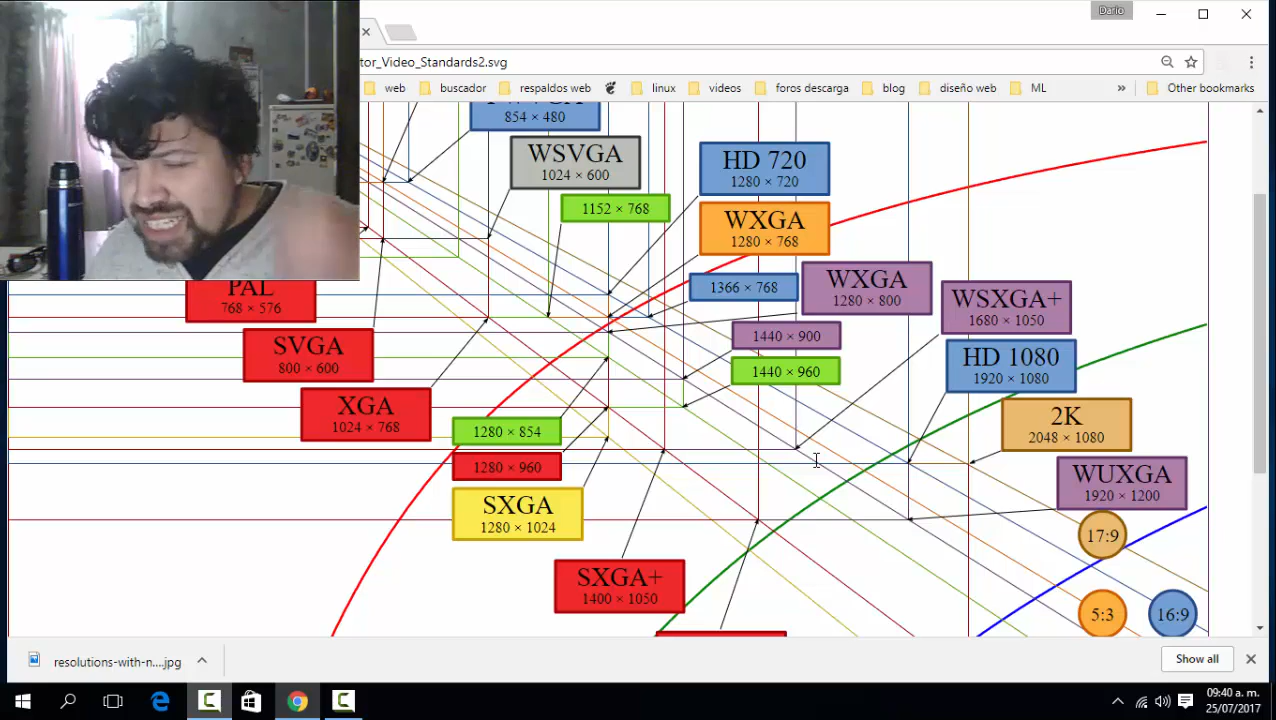 Dario
tor_Video_Standards2.svg
web
buscador
respaldos web
linux
videos
foros descarga
blog
diseño web
ML
»
Other bookmarks
854 × 480
WSVGA
1024 × 600
1152 × 768
HD 720
1280 × 720
WXGA
1280 × 768
1366 × 768
WXGA
1280 × 800
WSXGA+
1680 × 1050
PAL
768 × 576
1440 × 900
SVGA
800 × 600
1440 × 960
HD 1080
1920 × 1080
XGA
1024 × 768
2K
2048 × 1080
1280 × 854
1280 × 960
WUXGA
1920 × 1200
SXGA
1280 × 1024
17:9
SXGA+
1400 × 1050
5:3
16:9
resolutions-with-n....jpg
Show all
09:40 a. m.
25/07/2017